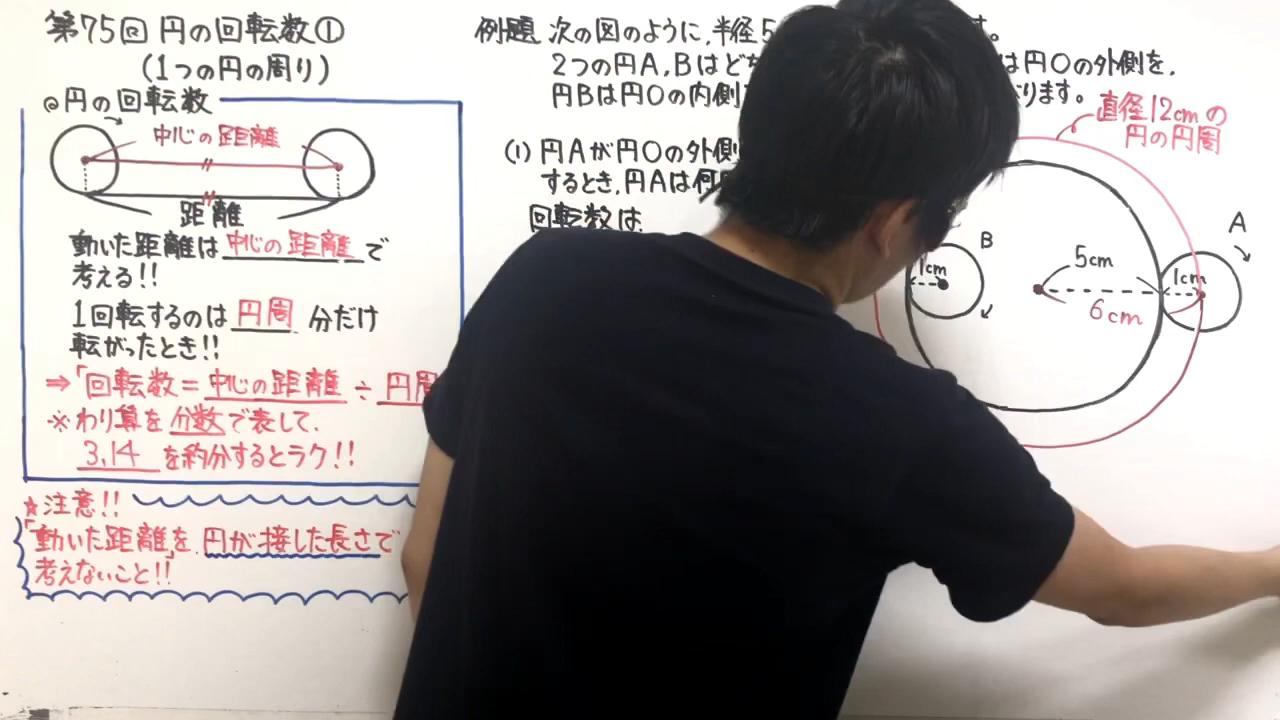 第75回 円の回転数①
(1つの円の周り)
◎円の回転数
中心の距離
距離
動いた距離は中心の距離で
考える!!
1回転するのは円周分だけ
転がったとき!!
⇒「回転数=中心の距離÷円周
※わり算を分数で表して、
3.14を約分するとラク!!
☆注意!!
「動いた距離」を、円が接した長さで
考えないこと!!
例題 次の図のように、半径5
す。
2つの円A、Bはど
は円Oの外側を、
円Bは円Oの内側
ります。
(1) 円Aが円Oの外側
するとき、円Aは何
回転数は、
直径12cmの
円の円周
A
B
1cm
5cm
1cm
6cm